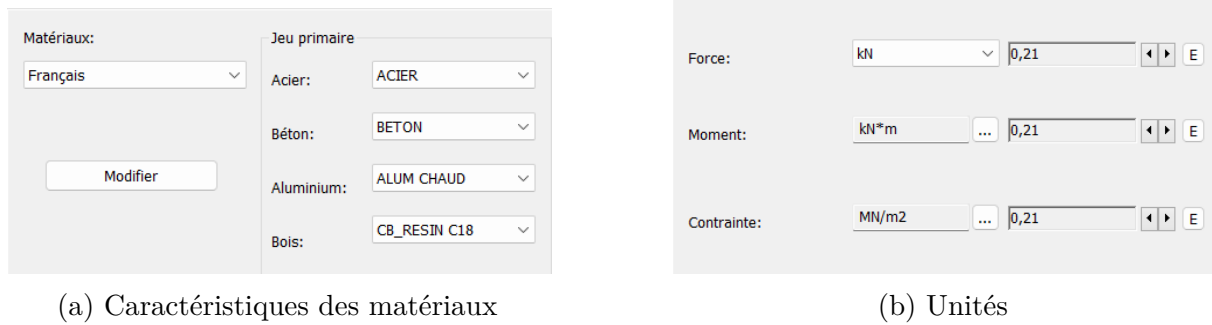 Matériaux:
Français
Modifier
Jeu primaire
Acier:
ACIER
Béton:
BETON
Aluminium:
ALUM CHAUD
Bois:
CB_RESIN C18
(a) Caractéristiques des matériaux
Force:
kN
0,21
E
Moment:
kN*m
...
0,21
E
Contrainte:
MN/m2
...
0,21
E
(b) Unités